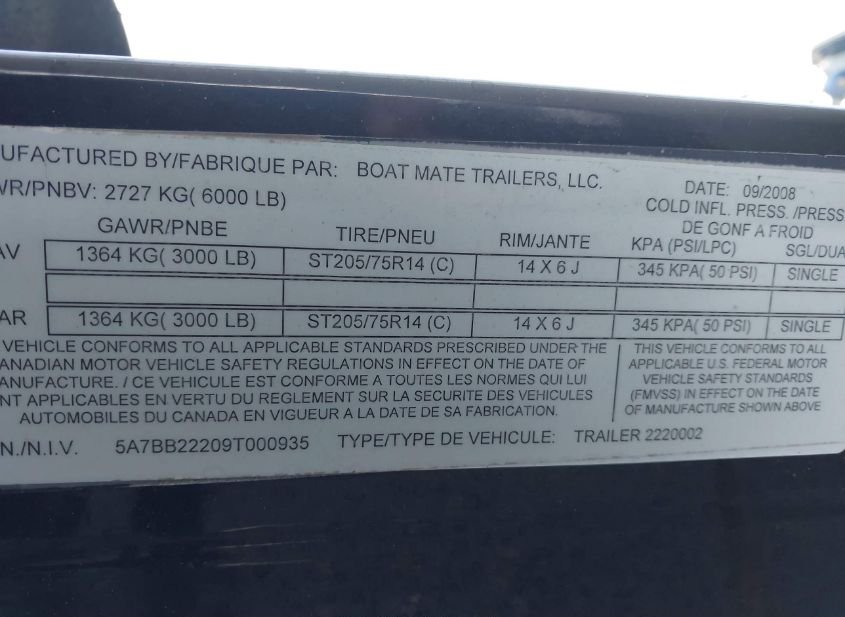 UFACTURED BY/FABRIQUE PAR: BOAT MATE TRAILERS, LLC. DATE: 09/2008
WR/PNBV: 2727 KG( 6000 LB) COLD INFL. PRESS. /PRESS
GAWR/PNBE TIRE/PNEU RIM/JANTE DE GONF A FROID
KPA (PSI/LPC) SGL/DUA
AV 1364 KG( 3000 LB) ST205/75R14 (C) 14 X 6 J 345 KPA( 50 PSI) SINGLE
AR 1364 KG( 3000 LB) ST205/75R14 (C) 14 X 6 J 345 KPA( 50 PSI) SINGLE
VEHICLE CONFORMS TO ALL APPLICABLE STANDARDS PRESCRIBED UNDER THE
ANADIAN MOTOR VEHICLE SAFETY REGULATIONS IN EFFECT ON THE DATE OF
ANUFACTURE. / CE VEHICULE EST CONFORME A TOUTES LES NORMES QUI LUI
NT APPLICABLES EN VERTU DU REGLEMENT SUR LA SECURITE DES VEHICULES
AUTOMOBILES DU CANADA EN VIGUEUR A LA DATE DE SA FABRICATION.
THIS VEHICLE CONFORMS TO ALL
APPLICABLE U.S. FEDERAL MOTOR
VEHICLE SAFETY STANDARDS
(FMVSS) IN EFFECT ON THE DATE
OF MANUFACTURE SHOWN ABOVE
N./N.I.V. 5A7BB22209T000935 TYPE/TYPE DE VEHICULE: TRAILER 2220002